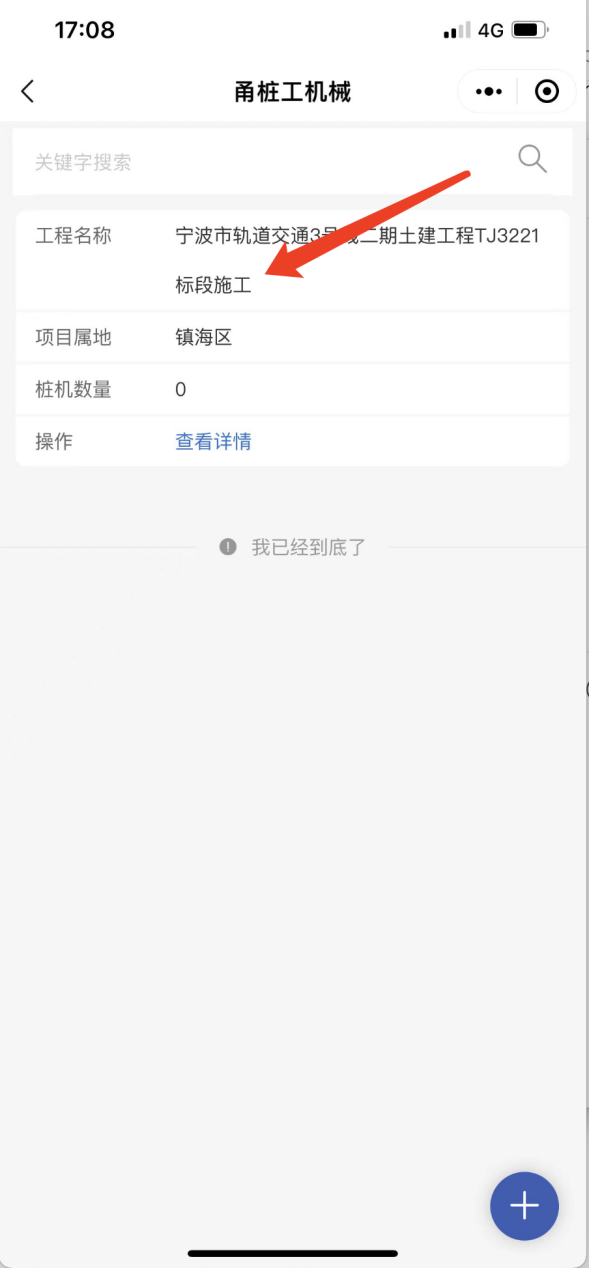 17:08
4G
甬桩工机械
关键字搜索
工程名称 宁波市轨道交通3号线二期土建工程TJ3221
标段施工
项目属地 镇海区
桩机数量 0
操作 查看详情
我已经到底了